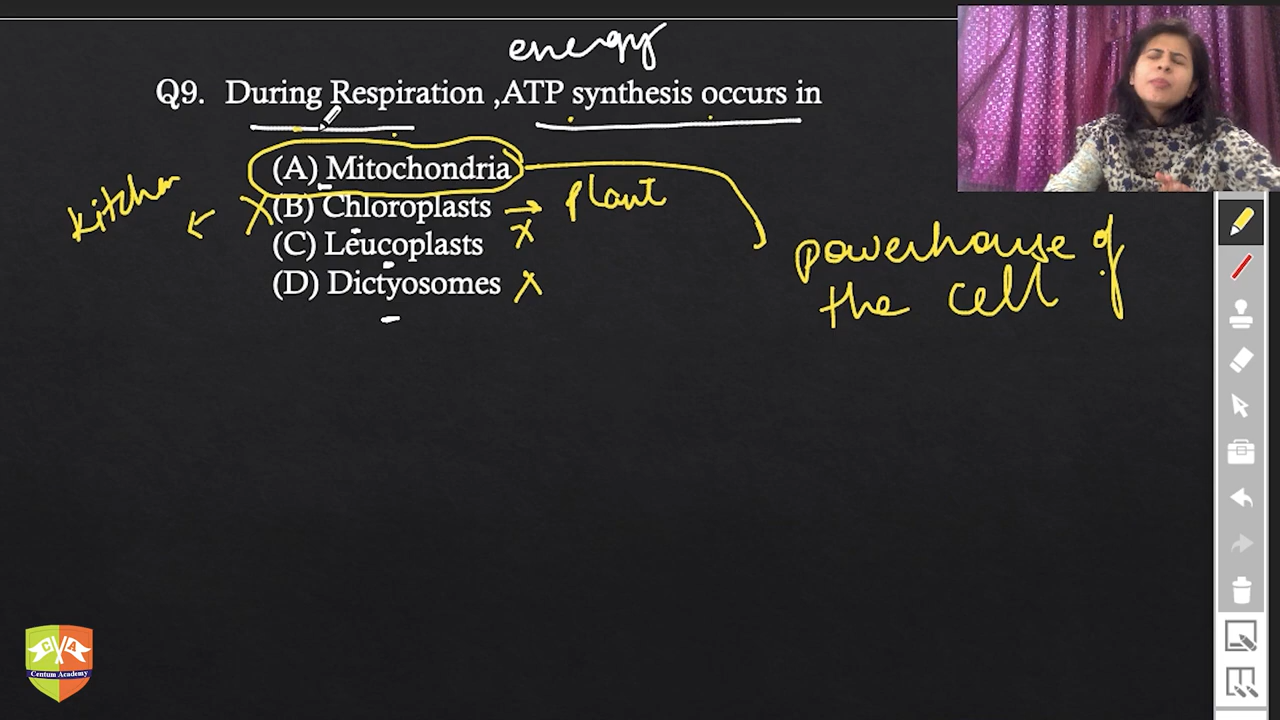 energy
Q9. During Respiration ,ATP synthesis occurs in
(A) Mitochondria
(B) Chloroplasts → plant
kitchen
(C) Leucoplasts
(D) Dictyosomes
powerhouse of
the cell
CA
Centum Academy